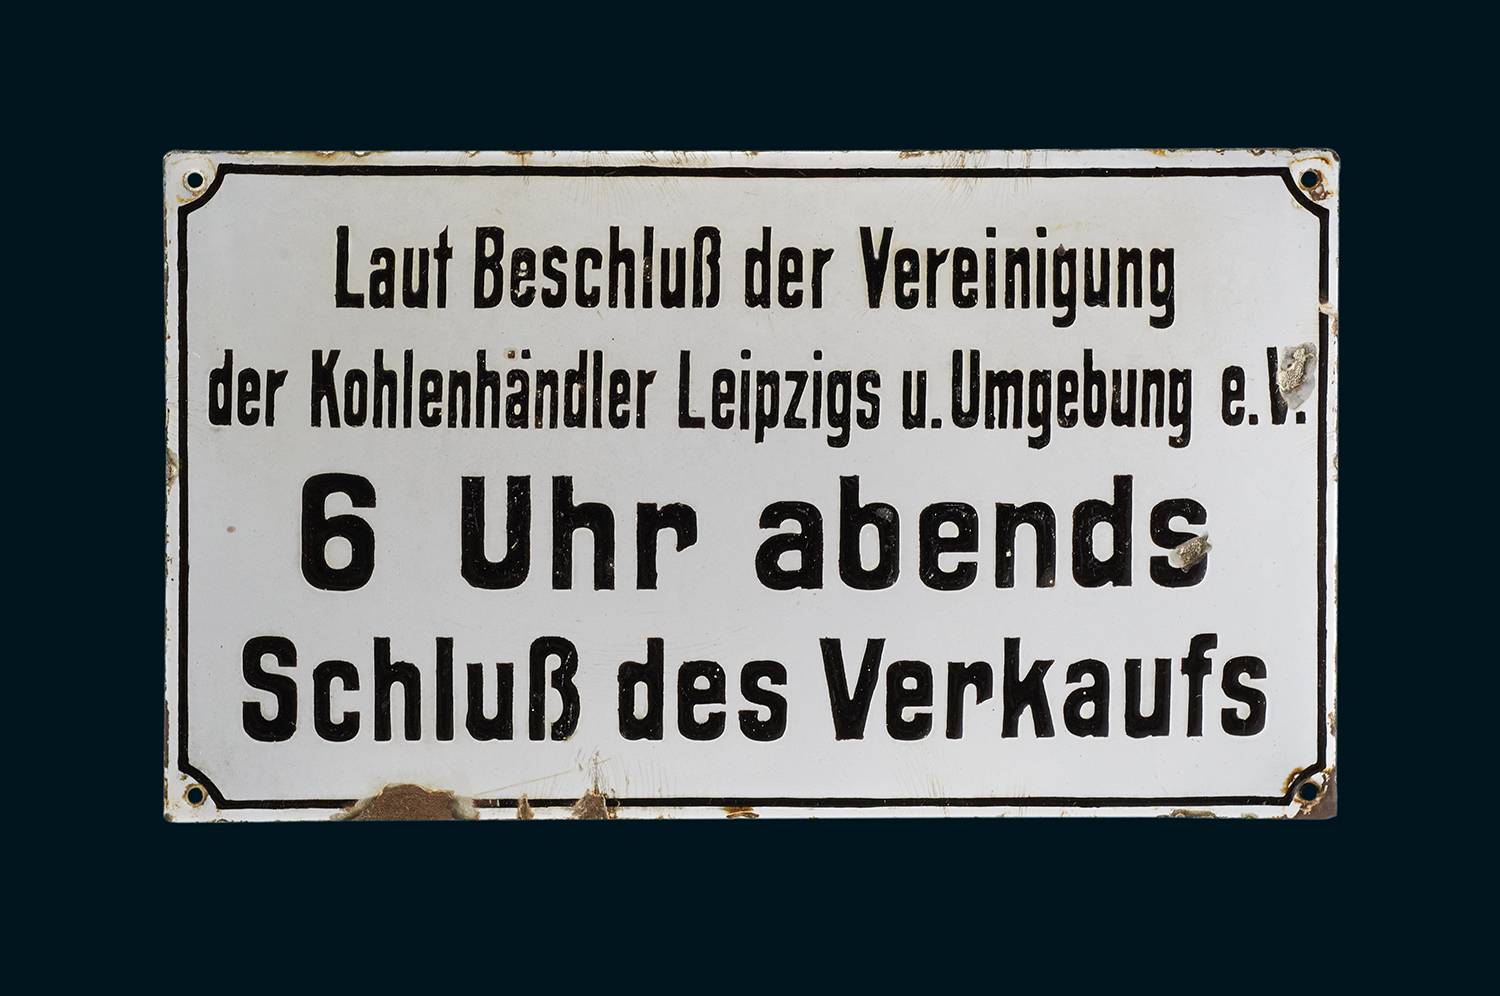 Laut Beschluß der Vereinigung
der Kohlenhändler Leipzigs u. Umgebung e.V.
6 Uhr abends
Schluß des Verkaufs